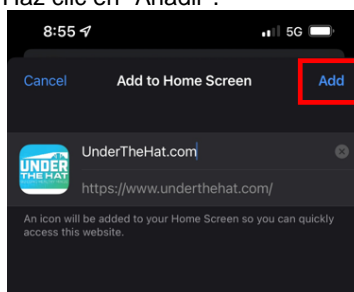 Haz clic en "Añadir".
8:55 5G
Cancel Add to Home Screen Add
UnderTheHat.com
UNDER
THE HAT
https://www.underthehat.com/
An icon will be added to your Home Screen so you can quickly
access this website.